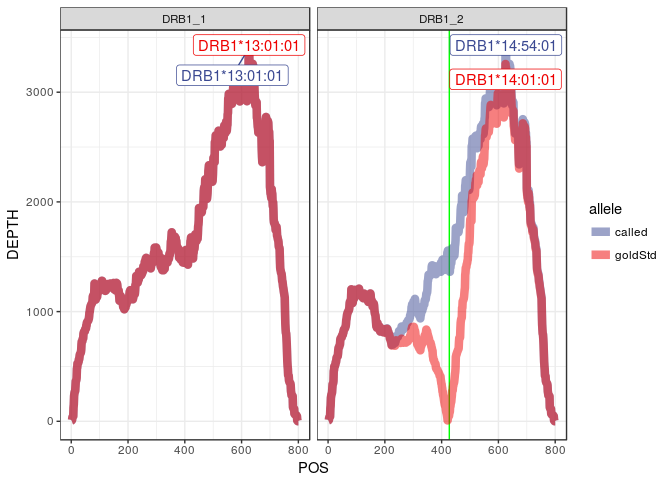 DRB1_1
DRB1_2
DRB1*13:01:01
DRB1*13:01:01
DRB1*14:54:01
DRB1*14:01:01
DEPTH
3000
2000
1000
0
0
200
400
600
800
0
200
400
600
800
POS
allele
called
goldStd